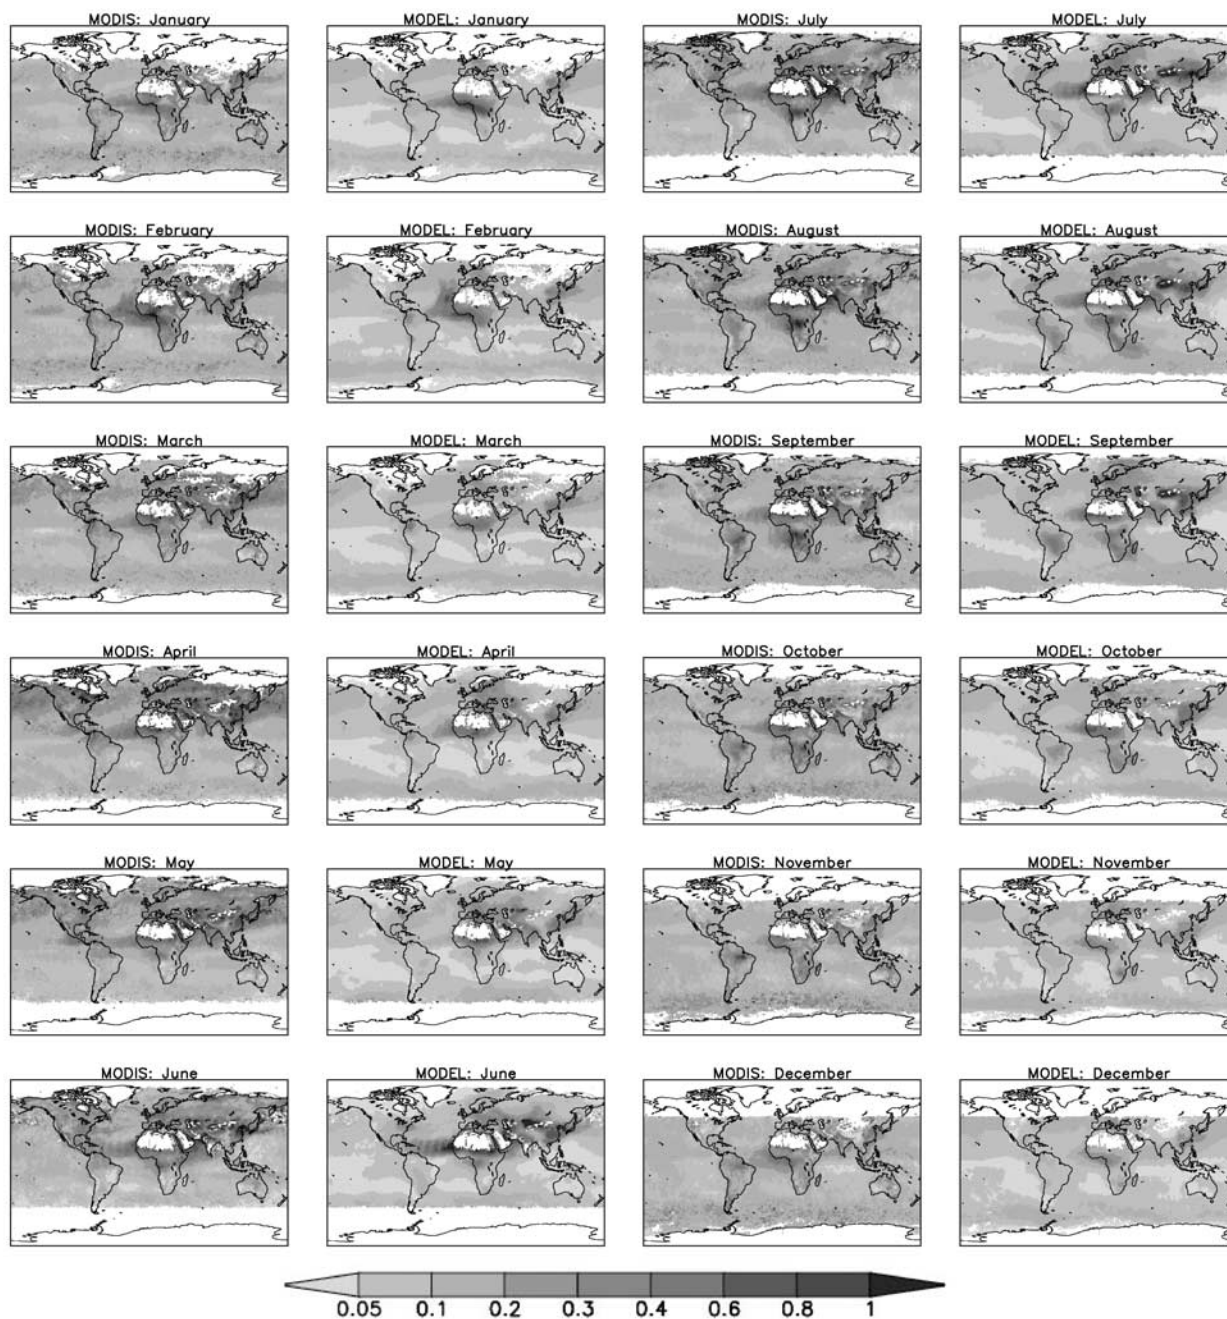 MODIS: January
MODEL: January
MODIS: July
MODEL: July
MODIS: February
MODEL: February
MODIS: August
MODEL: August
MODIS: March
MODEL: March
MODIS: September
MODEL: September
MODIS: April
MODEL: April
MODIS: October
MODEL: October
MODIS: May
MODEL: May
MODIS: November
MODEL: November
MODIS: June
MODEL: June
MODIS: December
MODEL: December
0.05 0.1 0.2 0.3 0.4 0.6 0.8 1